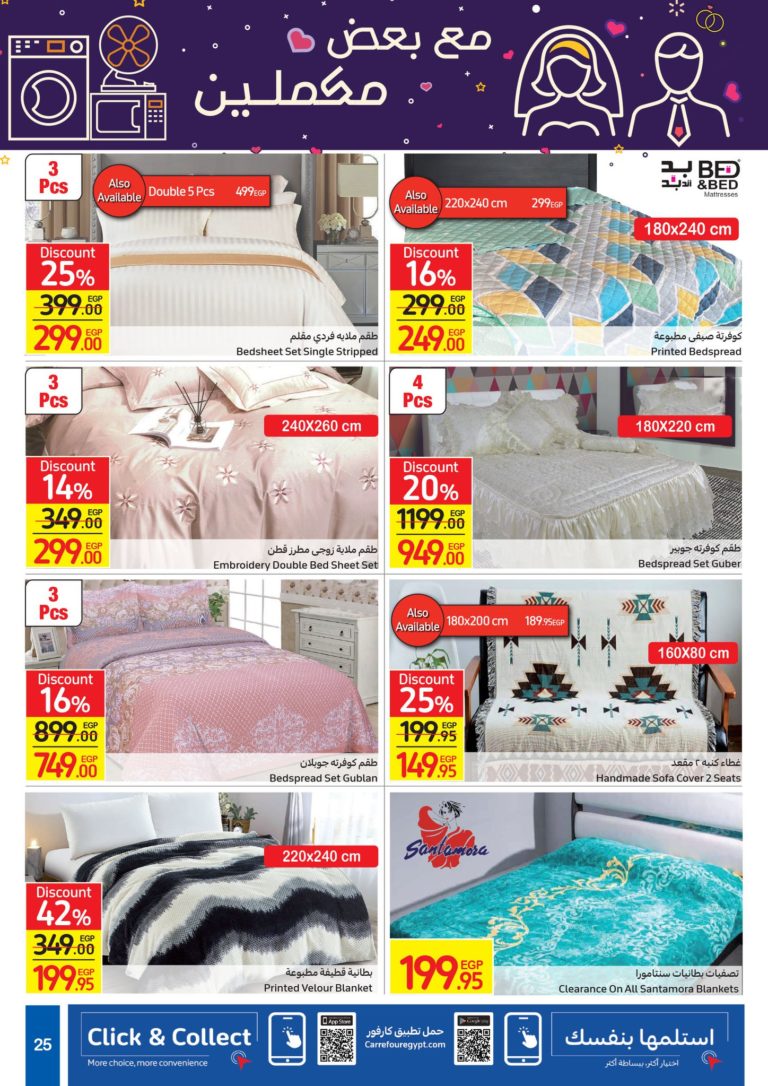 مع بعض
مكملين
3
Pcs
Also
Available
Double 5 Pcs 499EGP
Discount
25%
399.00 EGP
299.00 EGP
طقم ملايه فردي مقلم
Bedsheet Set Single Stripped
بد
اند بد
BED
&BED
Mattresses
Also
Available
220x240 cm 299EGP
180x240 cm
Discount
16%
299.00 EGP
249.00 EGP
كوفرتة صيفى مطبوعة
Printed Bedspread
3
Pcs
240X260 cm
Discount
14%
349.00 EGP
299.00 EGP
طقم ملاية زوجى مطرز قطن
Embroidery Double Bed Sheet Set
4
Pcs
180X220 cm
Discount
20%
1199.00 EGP
949.00 EGP
طقم كوفرته جوبير
Bedspread Set Guber
3
Pcs
Discount
16%
899.00 EGP
749.00 EGP
طقم كوفرته جوبلان
Bedspread Set Gublan
Also
Available
180x200 cm 189.95EGP
160X80 cm
Discount
25%
199.95 EGP
149.95 EGP
غطاء كنبه ٢ مقعد
Handmade Sofa Cover 2 Seats
220x240 cm
Discount
42%
349.00 EGP
199.95 EGP
بطانية قطيفة مطبوعة
Printed Velour Blanket
Santamora
199.95 EGP
تصفيات بطانيات سنتامورا
Clearance On All Santamora Blankets
25
Click & Collect
More choice, more convenience
App Store
حمل تطبيق كارفور
Carrefouregypt.com
Google play
استلمها بنفسك
اختيار أكتر، ببساطة أكتر